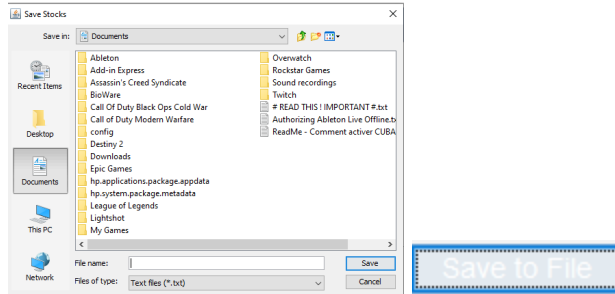 Save Stocks
Save in:
Documents
Recent Items
Desktop
Documents
This PC
Network
Ableton
Add-in Express
Assassin's Creed Syndicate
BioWare
Call Of Duty Black Ops Cold War
Call of Duty Modern Warfare
config
Destiny 2
Downloads
Epic Games
hp.applications.package.appdata
hp.system.package.metadata
League of Legends
Lightshot
My Games
Overwatch
Rockstar Games
Sound recordings
Twitch
# READ THIS ! IMPORTANT #.txt
Authorizing Ableton Live Offline.t
ReadMe - Comment activer CUBA
File name:
Save
Files of type:
Text files (*.txt)
Cancel
Save to File